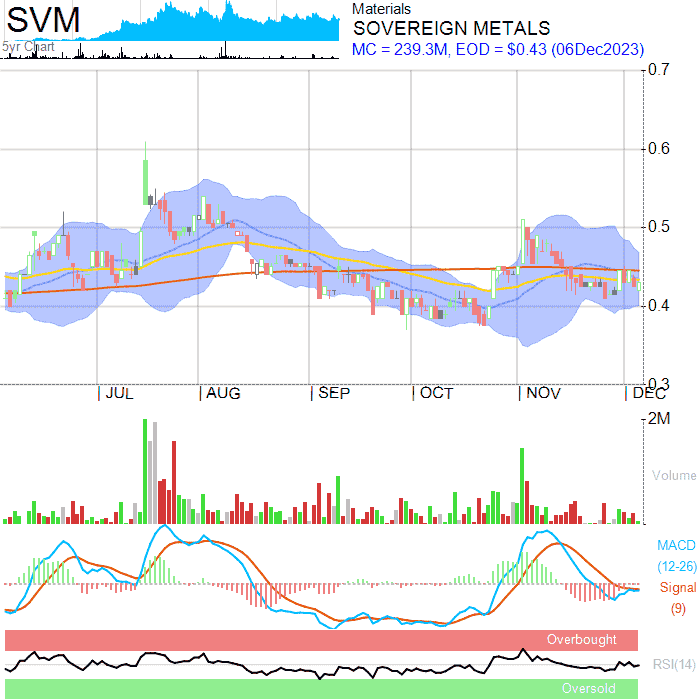 SVM
5yr Chart
Materials
SOVEREIGN METALS
MC = 239.3M, EOD = $0.43 (06Dec2023)
0.7
0.6
0.5
0.4
0.3
JUL AUG SEP OCT NOV DEC
2M
Volume
MACD
(12-26)
Signal
(9)
Overbought
RSI(14)
Oversold